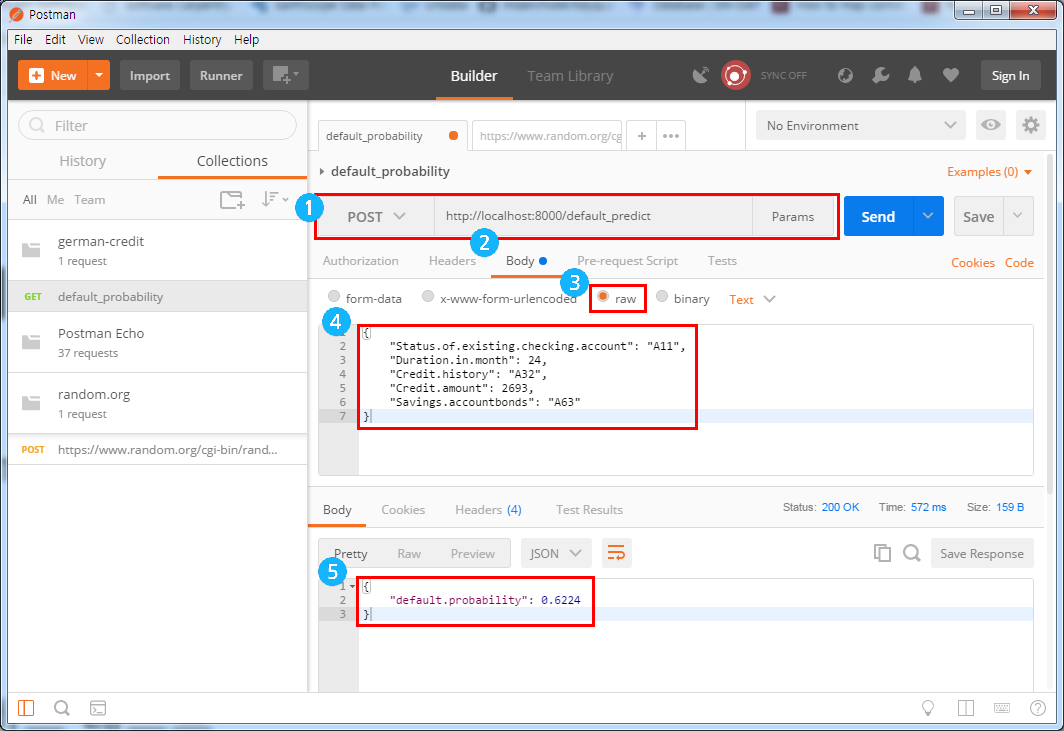 Postman
File Edit View Collection History Help
New Import Runner Builder Team Library SYNC OFF Sign In
Filter
History Collections
All Me Team
german-credit
1 request
GET default_probability
Postman Echo
37 requests
random.org
1 request
POST https://www.random.org/cgi-bin/rand...
default_probability https://www.random.org/cg + ••• No Environment
default_probability Examples (0)
1 POST http://localhost:8000/default_predict Params Send Save
2
Authorization Headers Body Pre-request Script Tests Cookies Code
3
form-data x-www-form-urlencoded raw binary Text
4
{
2 "Status.of.existing.checking.account": "A11",
3 "Duration.in.month": 24,
4 "Credit.history": "A32",
5 "Credit.amount": 2693,
6 "Savings.accountbonds": "A63"
7 }
Body Cookies Headers (4) Test Results Status: 200 OK Time: 572 ms Size: 159 B
Pretty Raw Preview JSON Save Response
5
1 {
2 "default.probability": 0.6224
3 }